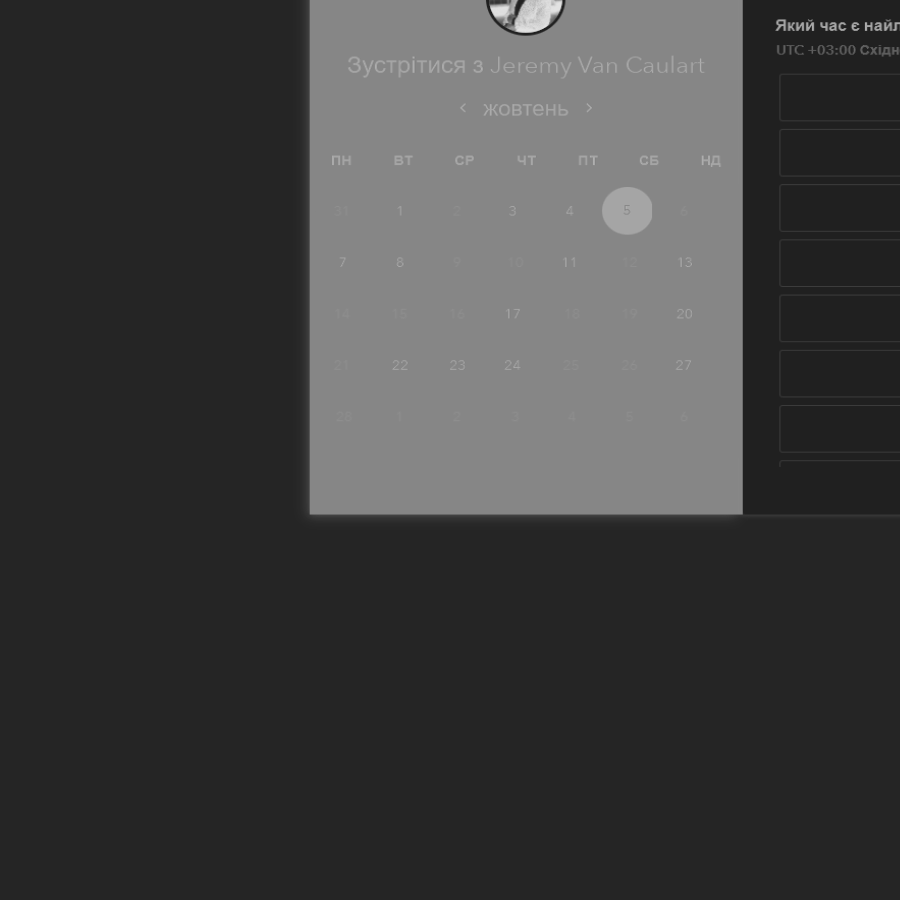 Зустрітися з Jeremy Van Caulart
< жовтень >
ПН ВТ СР ЧТ ПТ СБ НД
31 1 2 3 4 5 6
7 8 9 10 11 12 13
14 15 16 17 18 19 20
21 22 23 24 25 26 27
28 1 2 3 4 5 6
Який час є
UTC +03:00